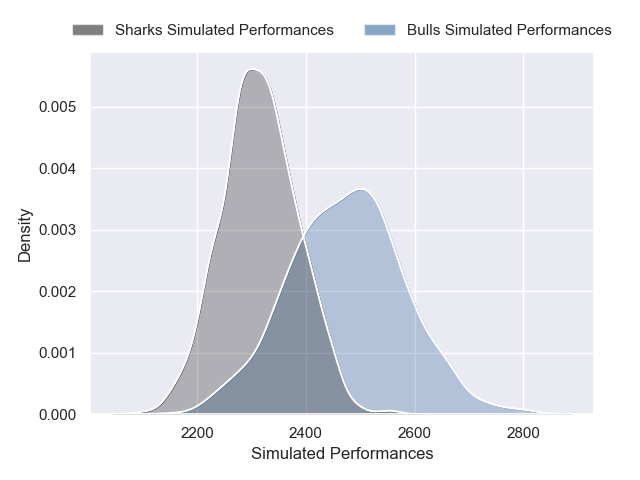 Sharks Simulated Performances
Bulls Simulated Performances
0.005
0.004
0.003
0.002
0.001
0.000
Density
2200
2400
2600
2800
Simulated Performances